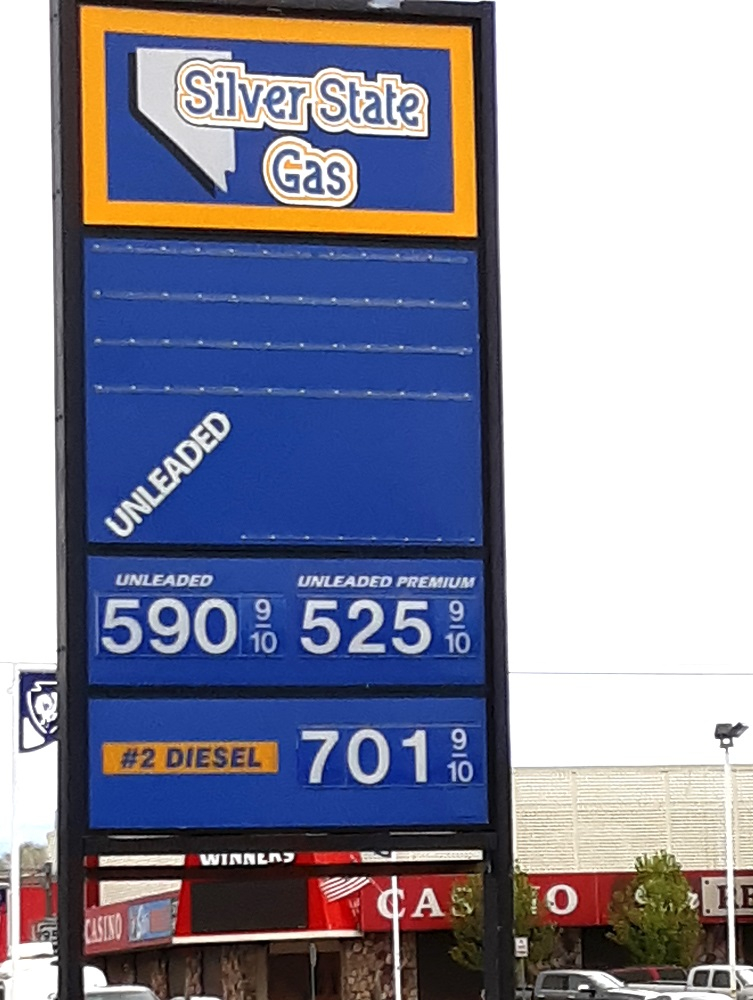 Silver State
Gas
UNLEADED
UNLEADED UNLEADED PREMIUM
590 9/10 525 9/10
#2 DIESEL 701 9/10
WINNERS
CASINO
CASINO